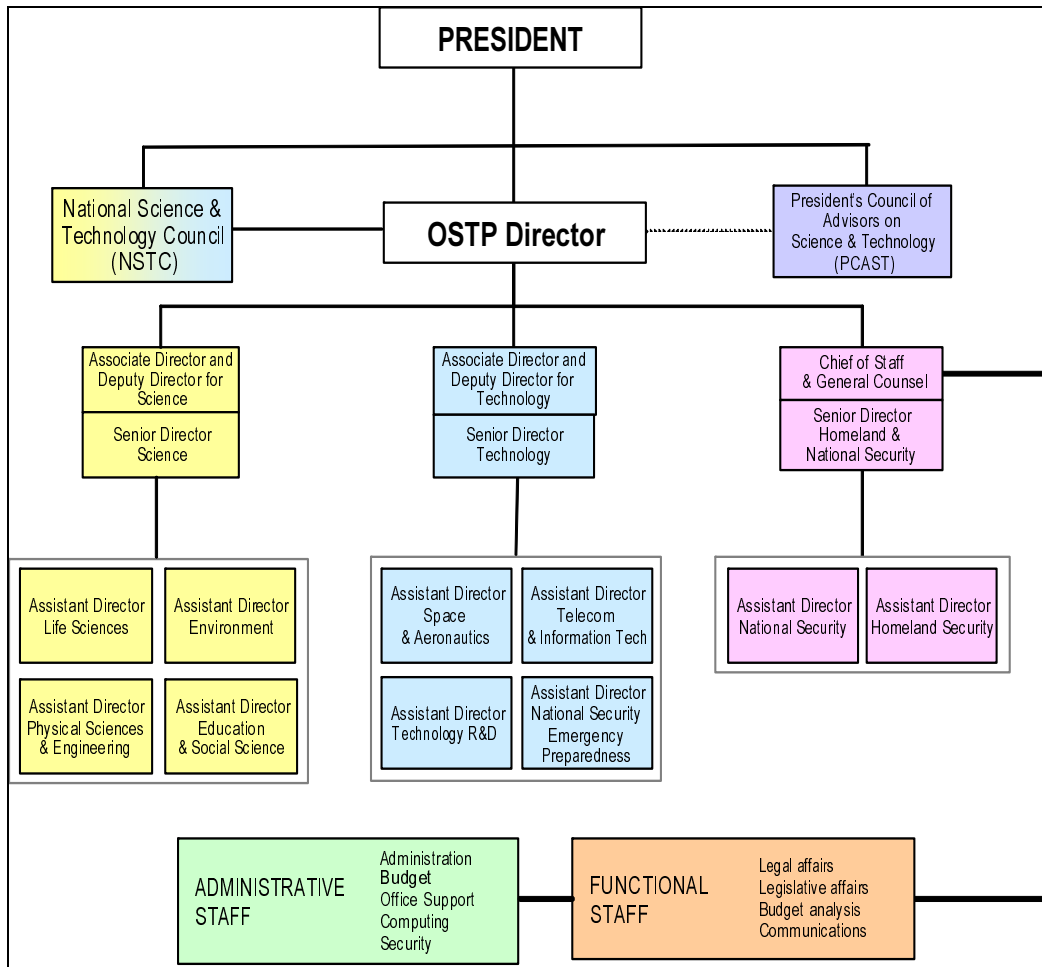 PRESIDENT
National Science &
Technology Council
(NSTC)
OSTP Director
President's Council of
Advisors on
Science & Technology
(PCAST)
Associate Director and
Deputy Director for
Science
Senior Director
Science
Associate Director and
Deputy Director for
Technology
Senior Director
Technology
Chief of Staff
& General Counsel
Senior Director
Homeland &
National Security
Assistant Director
Life Sciences
Assistant Director
Environment
Assistant Director
Physical Sciences
& Engineering
Assistant Director
Education
& Social Science
Assistant Director
Space
& Aeronautics
Assistant Director
Telecom
& Information Tech
Assistant Director
Technology R&D
Assistant Director
National Security
Emergency
Preparedness
Assistant Director
National Security
Assistant Director
Homeland Security
ADMINISTRATIVE
STAFF
Administration
Budget
Office Support
Computing
Security
FUNCTIONAL
STAFF
Legal affairs
Legislative affairs
Budget analysis
Communications